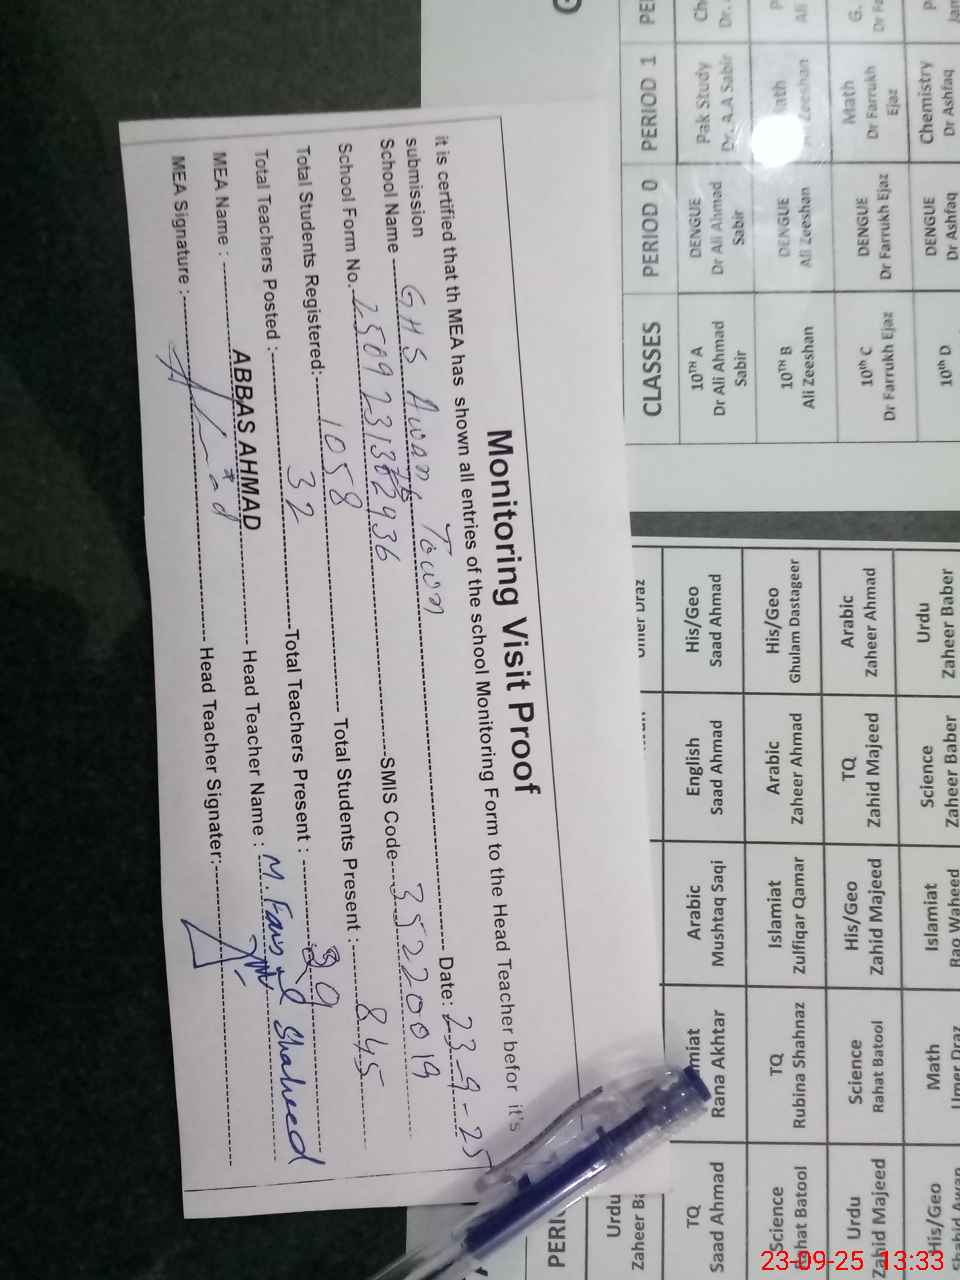 Monitoring Visit Proof
it is certified that th MEA has shown all entries of the school Monitoring Form to the Head Teacher befor it's
submission
Date: 23-9-25
School Name GHS Awan Town
School Form No. SMIS Code 35220019
Total Students Registered: 1058 Total Students Present : 845
Total Teachers Posted : 32 Total Teachers Present :
MEA Name : ABBAS AHMAD Head Teacher Name : M. Shaheed
MEA Signature : Head Teacher Signater:
CLASSES PERIOD 0 PERIOD 1
10TH A
Dr Ali Ahmad
Sabir
DENGUE
Dr Ali Ahmad
Sabir
Pak Study
Dr. A.A Sabir
10TH B
Ali Zeeshan
DENGUE
Ali Zeeshan
Zeeshan
10th C
Dr Farrukh Ejaz
DENGUE
Dr Farrukh Ejaz
Math
Dr Farrukh
Ejaz
10th D
DENGUE
Dr Ashfaq
Chemistry
Dr Ashfaq
Urdu
TQ
Saad Ahmad
Rana Akhtar
Arabic
Mushtaq Saqi
English
Saad Ahmad
His/Geo
Saad Ahmad
Science
Rahat Batool
TQ
Rubina Shahnaz
Islamiat
Zulfiqar Qamar
Arabic
Zaheer Ahmad
His/Geo
Ghulam Dastageer
Urdu
Zahid Majeed
Science
Rahat Batool
His/Geo
Zahid Majeed
TQ
Zahid Majeed
Arabic
Zaheer Ahmad
His/Geo
Math
Umer Draz
Islamiat
Rao Waheed
Science
Zaheer Baber
Urdu
Zaheer Baber
23-09-25 13:33